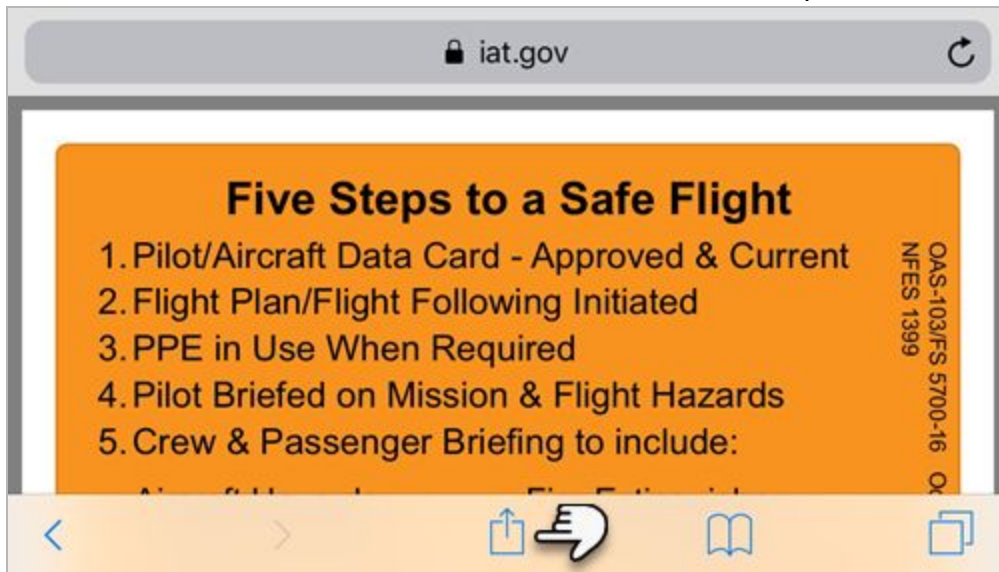 iat.gov
Five Steps to a Safe Flight
1. Pilot/Aircraft Data Card - Approved & Current
2. Flight Plan/Flight Following Initiated
3. PPE in Use When Required
4. Pilot Briefed on Mission & Flight Hazards
5. Crew & Passenger Briefing to include:
OAS-103/FS 5700-16
NFES 1399